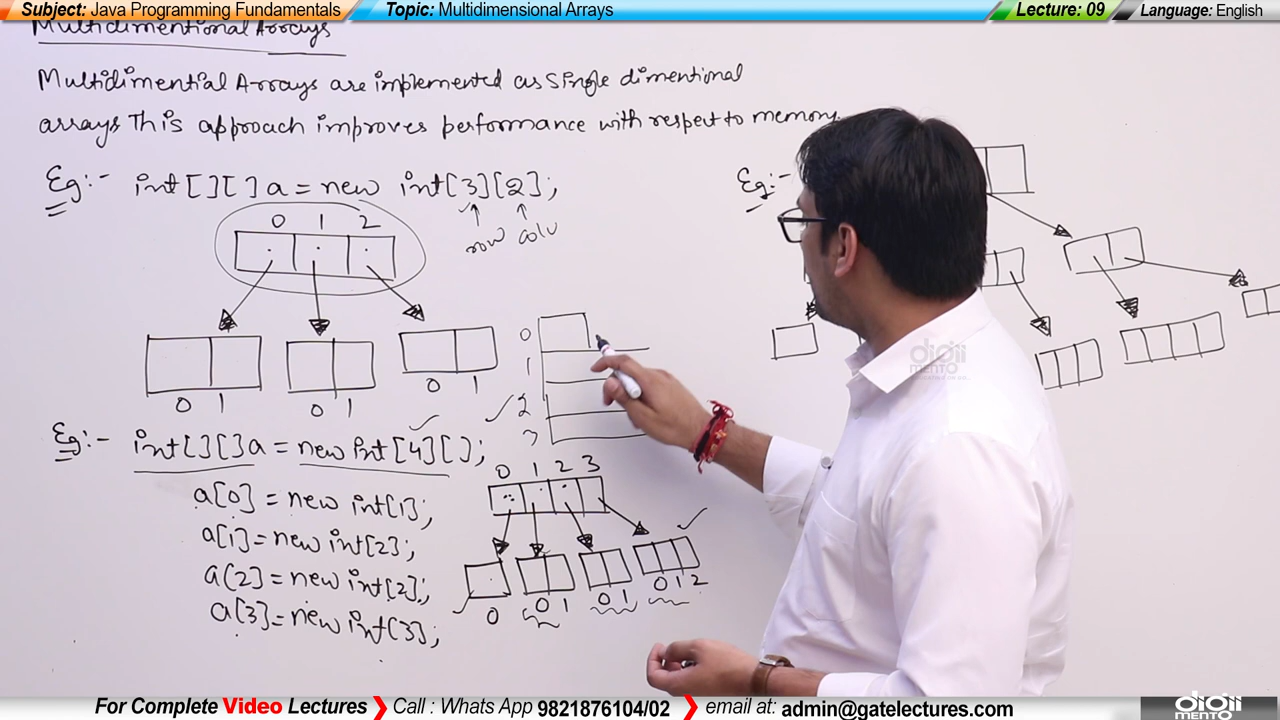 Subject: Java Programming Fundamentals Topic: Multidimensional Arrays Lecture: 09 Language: English
Multidimentional Arrays
Multidimential Arrays are implemented as Single dimentional
arrays This approach improves performance with respect to memory.
Eg:- int[][]a = new int[3][2];
row colu
0 1 2
0 1
0 1
0 1
Eg:-
0
1
2
3
Eg:- int[][]a = new int[4][];
0 1 2 3
a[0] = new int[1];
a[1] = new int[2];
a[2] = new int[2];
a[3] = new int[3];
0
0 1
0 1
0 1 2
digii
mento
For Complete Video Lectures Call : Whats App 9821876104/02 email at: admin@gatelectures.com
digii
mento